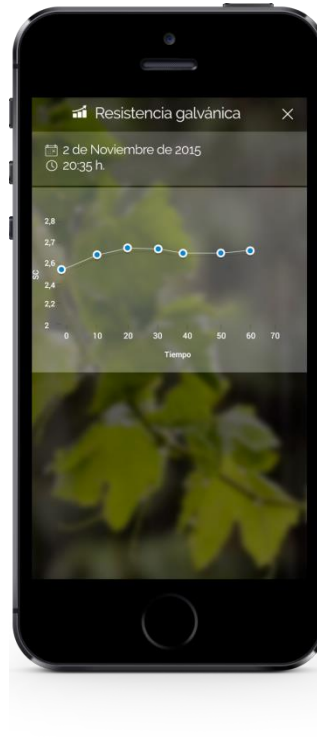 Resistencia galvánica
2 de Noviembre de 2015
20:35 h.
2,8
2,7
2,6
2,4
2,2
2
SC
0 10 20 30 40 50 60 70
Tiempo